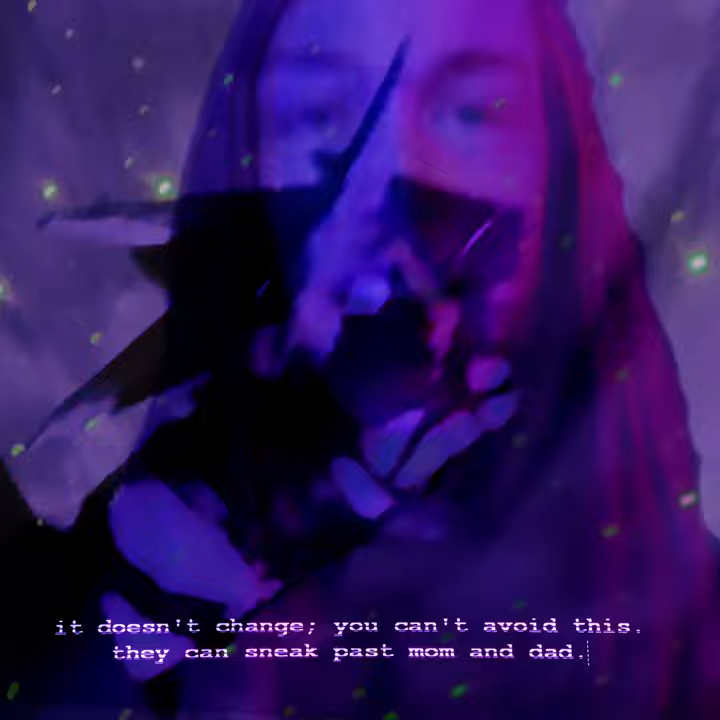 it doesn't change; you can't avoid this.
they can sneak past mom and dad.